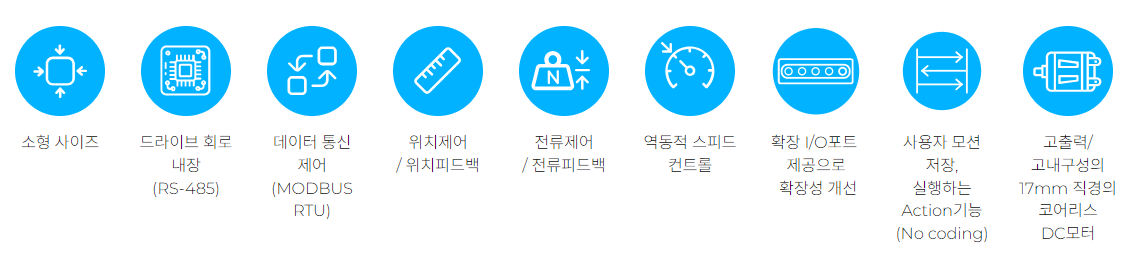 N
소형 사이즈
드라이브 회로
내장
(RS-485)
데이터 통신
제어
(MODBUS
RTU)
위치제어
/ 위치피드백
전류제어
/ 전류피드백
역동적 스피드
컨트롤
확장 I/O포트
제공으로
확장성 개선
사용자 모션
저장,
실행하는
Action기능
(No coding)
고출력/
고내구성의
17mm 직경의
코어리스
DC모터